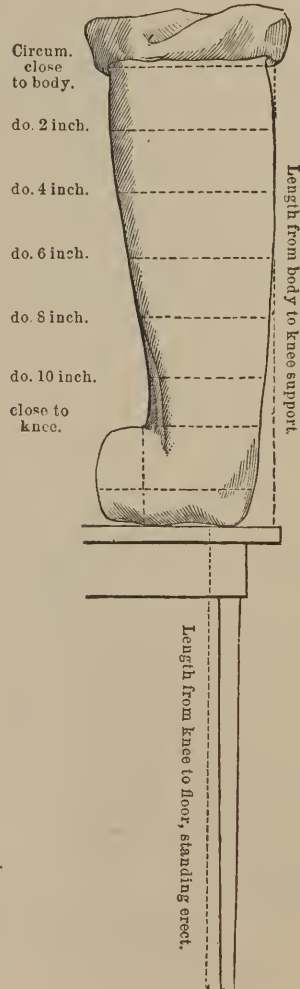 Circum.
close
to body.
do. 2 inch.
do. 4 inch.
do. 6 inch.
do. 8 inch.
do. 10 inch.
close to
knee.
Length from body to knee support.
Length from knee to floor, standing erect.